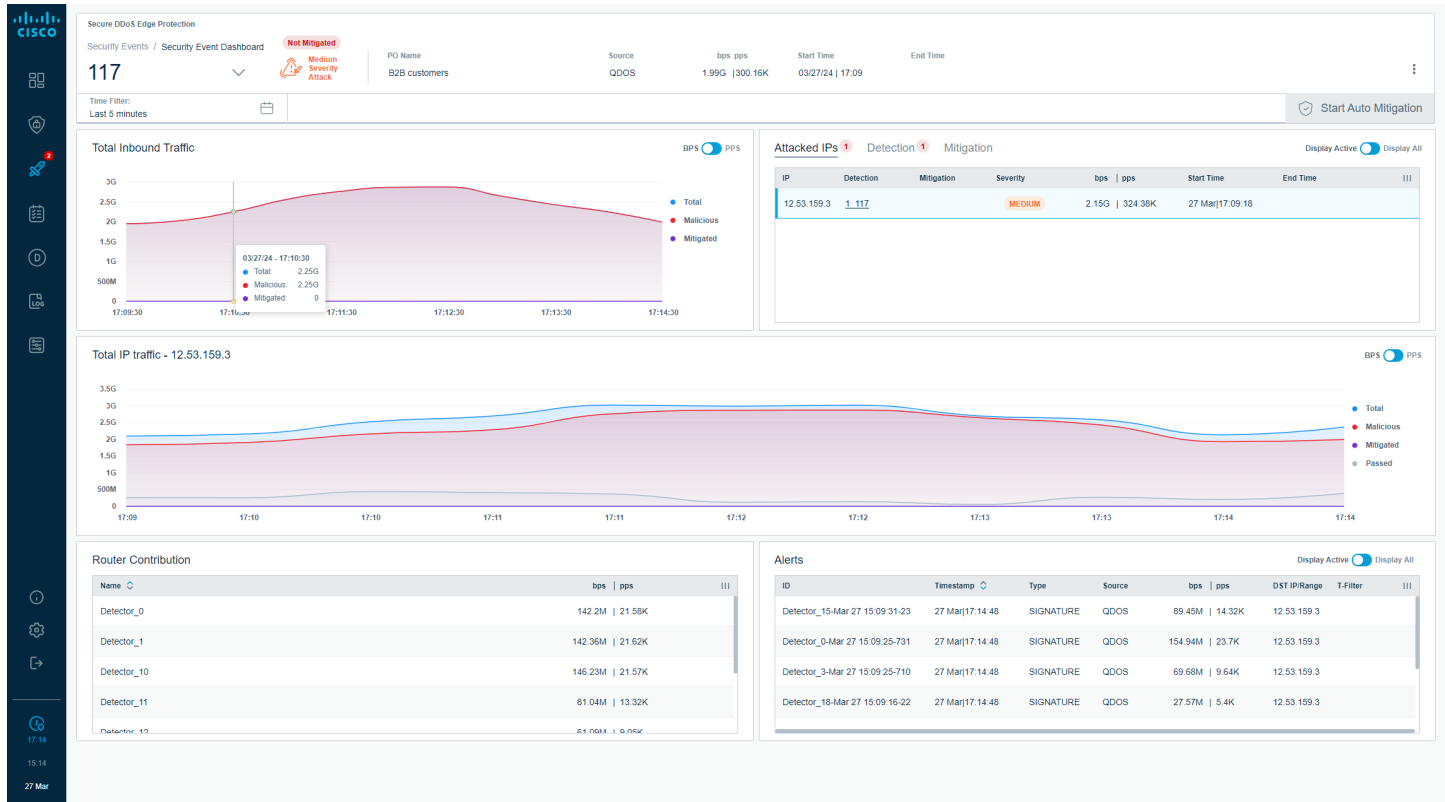 CISCO
Secure DDoS Edge Protection
Security Events / Security Event Dashboard
Not Mitigated
117
Medium
Severity
Attack
PO Name
B2B customers
Source
QDOS
bps pps
1.99G |300.16K
Start Time
03/27/24 | 17:09
End Time
Time Filter:
Last 5 minutes
Start Auto Mitigation
2
D
LOG
Total Inbound Traffic
BPS PPS
3G
2.5G
2G
1.5G
1G
500M
0
17:09:30 17:10:30 17:11:30 17:12:30 17:13:30 17:14:30
03/27/24 - 17:10:30
Total: 2.25G
Malicious: 2.25G
Mitigated: 0
Total
Malicious
Mitigated
Attacked IPs 1 Detection 1 Mitigation
Display Active Display All
IP Detection Mitigation Severity bps | pps Start Time End Time
12.53.159.3 1 117 MEDIUM 2.15G | 324.38K 27 Mar|17:09:18
Total IP traffic - 12.53.159.3
BPS PPS
3.5G
3G
2.5G
2G
1.5G
1G
500M
0
17:09 17:10 17:10 17:11 17:11 17:12 17:12 17:13 17:13 17:14 17:14
Total
Malicious
Mitigated
Passed
Router Contribution
Name bps | pps
Detector_0 142.2M | 21.58K
Detector_1 142.36M | 21.62K
Detector_10 146.23M | 21.57K
Detector_11 81.04M | 13.32K
Detector_12 61.09M | 9.05K
Alerts
Display Active Display All
ID Timestamp Type Source bps | pps DST IP/Range T-Filter
Detector_15-Mar 27 15:09:31-23 27 Mar|17:14:48 SIGNATURE QDOS 89.45M | 14.32K 12.53.159.3
Detector_0-Mar 27 15:09:25-731 27 Mar|17:14:48 SIGNATURE QDOS 154.94M | 23.7K 12.53.159.3
Detector_3-Mar 27 15:09:25-710 27 Mar|17:14:48 SIGNATURE QDOS 69.68M | 9.64K 12.53.159.3
Detector_18-Mar 27 15:09:16-22 27 Mar|17:14:48 SIGNATURE QDOS 27.57M | 5.4K 12.53.159.3
17:14
15:14
27 Mar